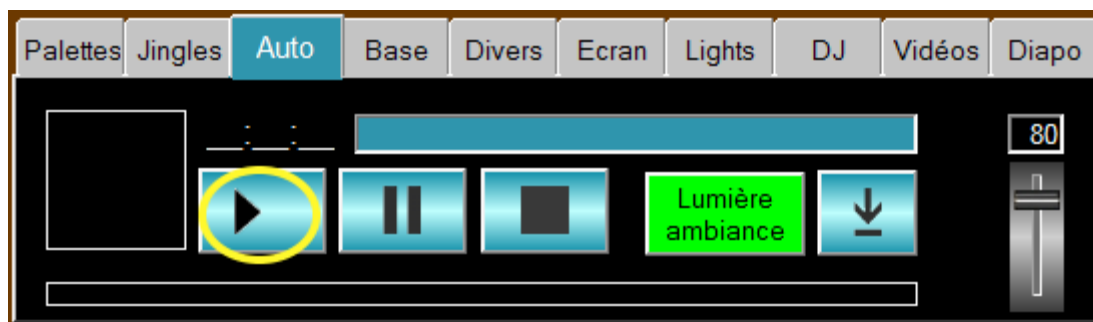 Palettes Jingles Auto Base Divers Ecran Lights DJ Vidéos Diapo
__:__:__ 80
Lumière
ambiance